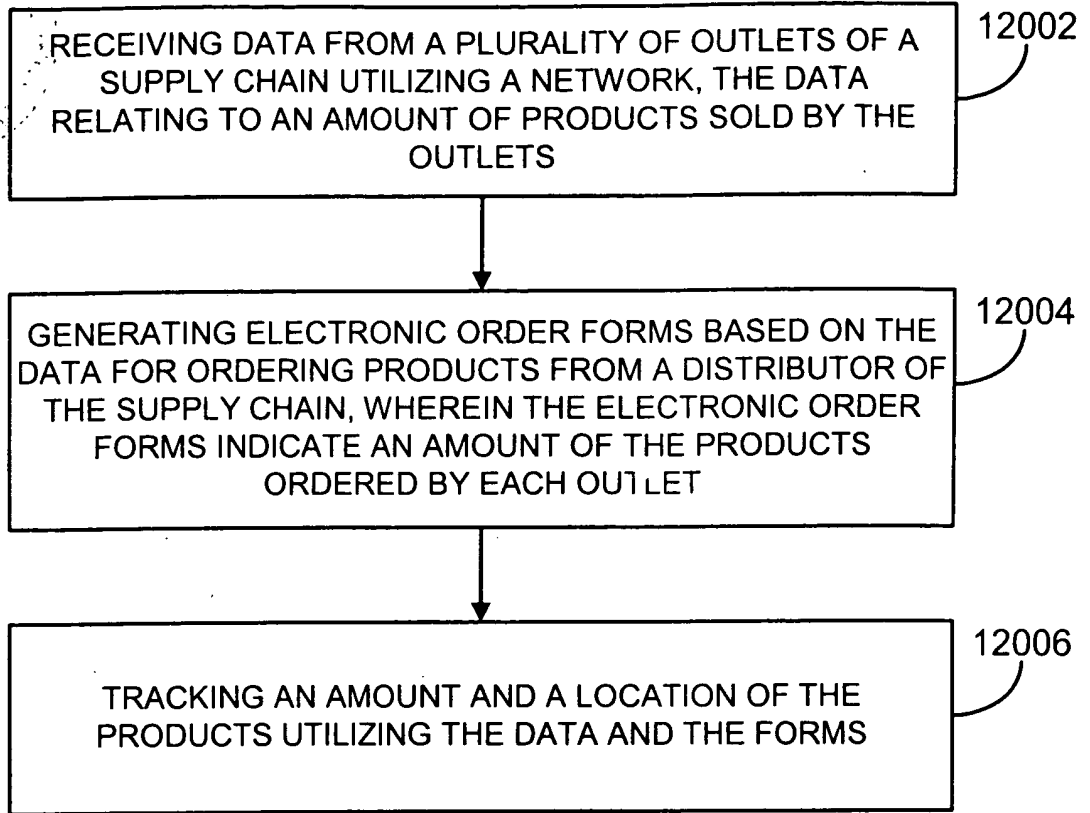 RECEIVING DATA FROM A PLURALITY OF OUTLETS OF A
SUPPLY CHAIN UTILIZING A NETWORK, THE DATA
RELATING TO AN AMOUNT OF PRODUCTS SOLD BY THE
OUTLETS
12002
GENERATING ELECTRONIC ORDER FORMS BASED ON THE
DATA FOR ORDERING PRODUCTS FROM A DISTRIBUTOR OF
THE SUPPLY CHAIN, WHEREIN THE ELECTRONIC ORDER
FORMS INDICATE AN AMOUNT OF THE PRODUCTS
ORDERED BY EACH OUTLET
12004
TRACKING AN AMOUNT AND A LOCATION OF THE
PRODUCTS UTILIZING THE DATA AND THE FORMS
12006